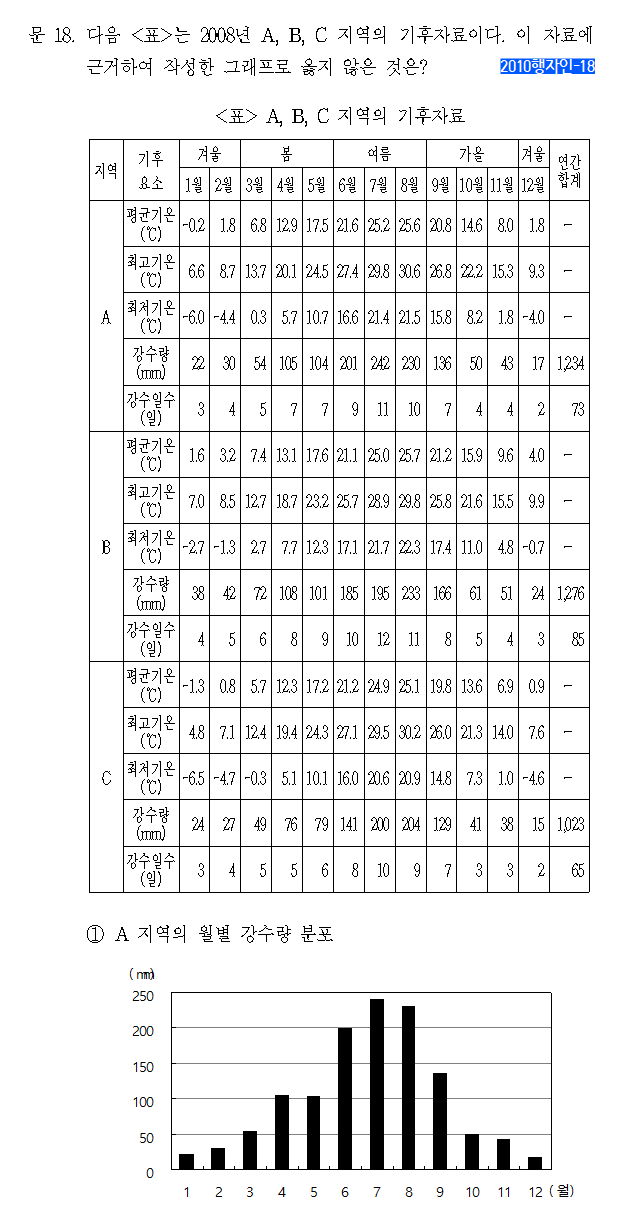 문 18. 다음 <표>는 2008년 A, B, C 지역의 기후자료이다. 이 자료에
근거하여 작성한 그래프로 옳지 않은 것은? 2010행자인-18
<표> A, B, C 지역의 기후자료
지역 기후 요소 겨울 봄 여름 가을 겨울 연간 합계
1월 2월 3월 4월 5월 6월 7월 8월 9월 10월 11월 12월
A
평균기온 (℃) -0.2 1.8 6.8 12.9 17.5 21.6 25.2 25.6 20.8 14.6 8.0 1.8 -
최고기온 (℃) 6.6 8.7 13.7 20.1 24.5 27.4 29.8 30.6 26.8 22.2 15.3 9.3 -
최저기온 (℃) -6.0 -4.4 0.3 5.7 10.7 16.6 21.4 21.5 15.8 8.2 1.8 -4.0 -
강수량 (mm) 22 30 54 105 104 201 242 230 136 50 43 17 1,234
강수일수 (일) 3 4 5 7 7 9 11 10 7 4 4 2 73
B
평균기온 (℃) 1.6 3.2 7.4 13.1 17.6 21.1 25.0 25.7 21.2 15.9 9.6 4.0 -
최고기온 (℃) 7.0 8.5 12.7 18.7 23.2 25.7 28.9 29.8 25.8 21.6 15.5 9.9 -
최저기온 (℃) -2.7 -1.3 2.7 7.7 12.3 17.1 21.7 22.3 17.4 11.0 4.8 -0.7 -
강수량 (mm) 38 42 72 108 101 185 195 233 166 61 51 24 1,276
강수일수 (일) 4 5 6 8 9 10 12 11 8 5 4 3 85
C
평균기온 (℃) -1.3 0.8 5.7 12.3 17.2 21.2 24.9 25.1 19.8 13.6 6.9 0.9 -
최고기온 (℃) 4.8 7.1 12.4 19.4 24.3 27.1 29.5 30.2 26.0 21.3 14.0 7.6 -
최저기온 (℃) -6.5 -4.7 -0.3 5.1 10.1 16.0 20.6 20.9 14.8 7.3 1.0 -4.6 -
강수량 (mm) 24 27 49 76 79 141 200 204 129 41 38 15 1,023
강수일수 (일) 3 4 5 5 6 8 10 9 7 3 3 2 65
① A 지역의 월별 강수량 분포
(mm)
250
200
150
100
50
0
1 2 3 4 5 6 7 8 9 10 11 12 (월)